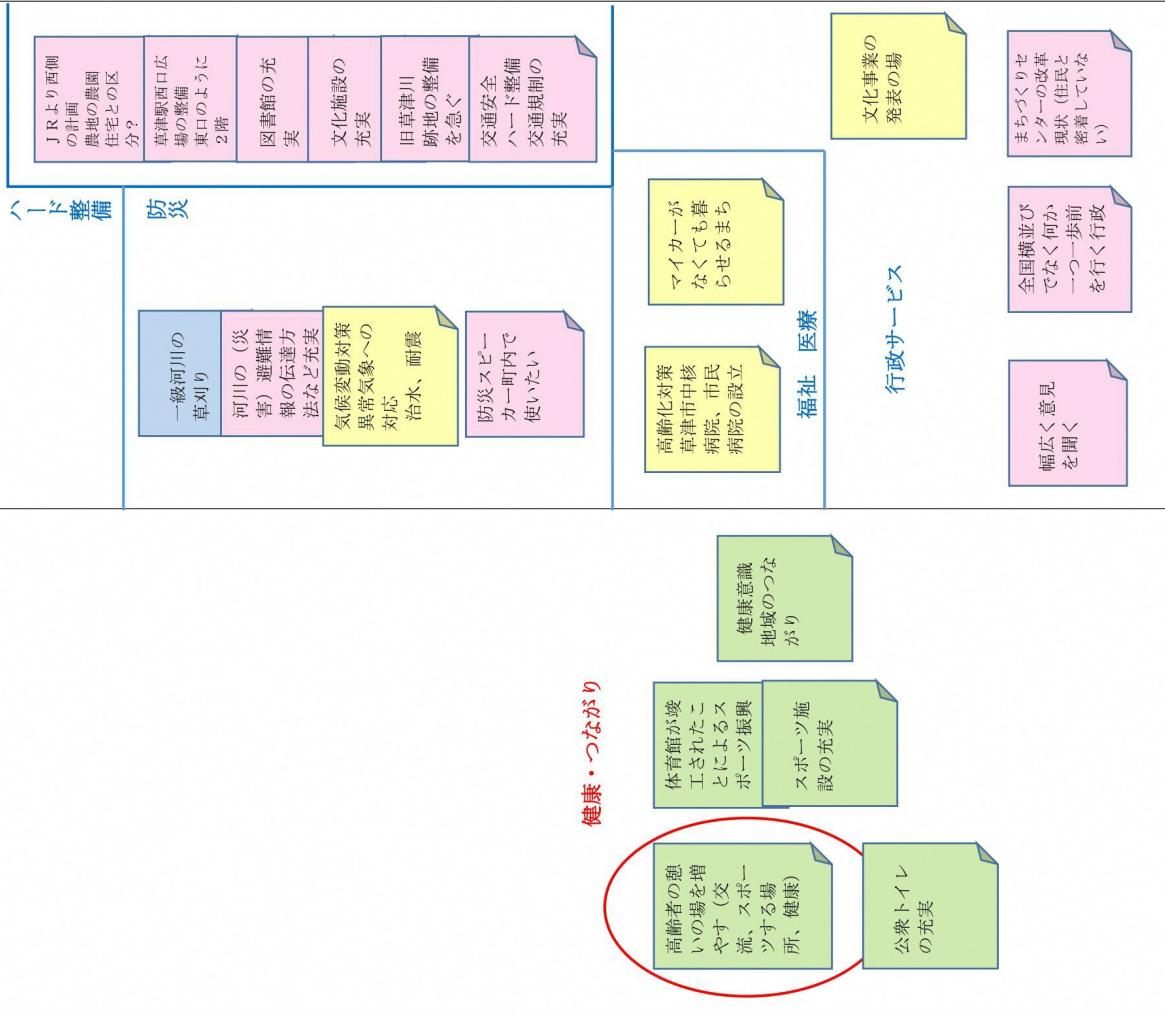 ハード整備
JRより西側
の計画
農地の農園
住宅との区
分?
草津駅西口広
場の整備
東口のように
2階
図書館の充
実
文化施設の
充実
旧草津川
跡地の整備
を急ぐ
交通安全
ハード整備
交通規制の
充実
防災
一級河川の
草刈り
河川の(災
害)避難情
報の伝達方
法など充実
気候変動対策
異常気象への
対応
治水、耐震
防災スピー
カー町内で
使いたい
福祉 医療
高齢化対策
草津市中核
病院、市民
病院の設立
マイカーが
なくても暮
らせるまち
行政サービス
文化事業の
発表の場
幅広く意見
を聞く
全国横並び
でなく何か
一つ一歩前
を行く行政
まちづくりセ
ンターの改革
現状(住民と
密着していな
い)
健康・つながり
高齢者の憩
いの場を増
やす(交
流、スポー
ツする場
所、健康)
公衆トイレ
の充実
体育館が竣
工されたこ
とによるス
ポーツ振興
スポーツ施
設の充実
健康意識
地域のつな
がり